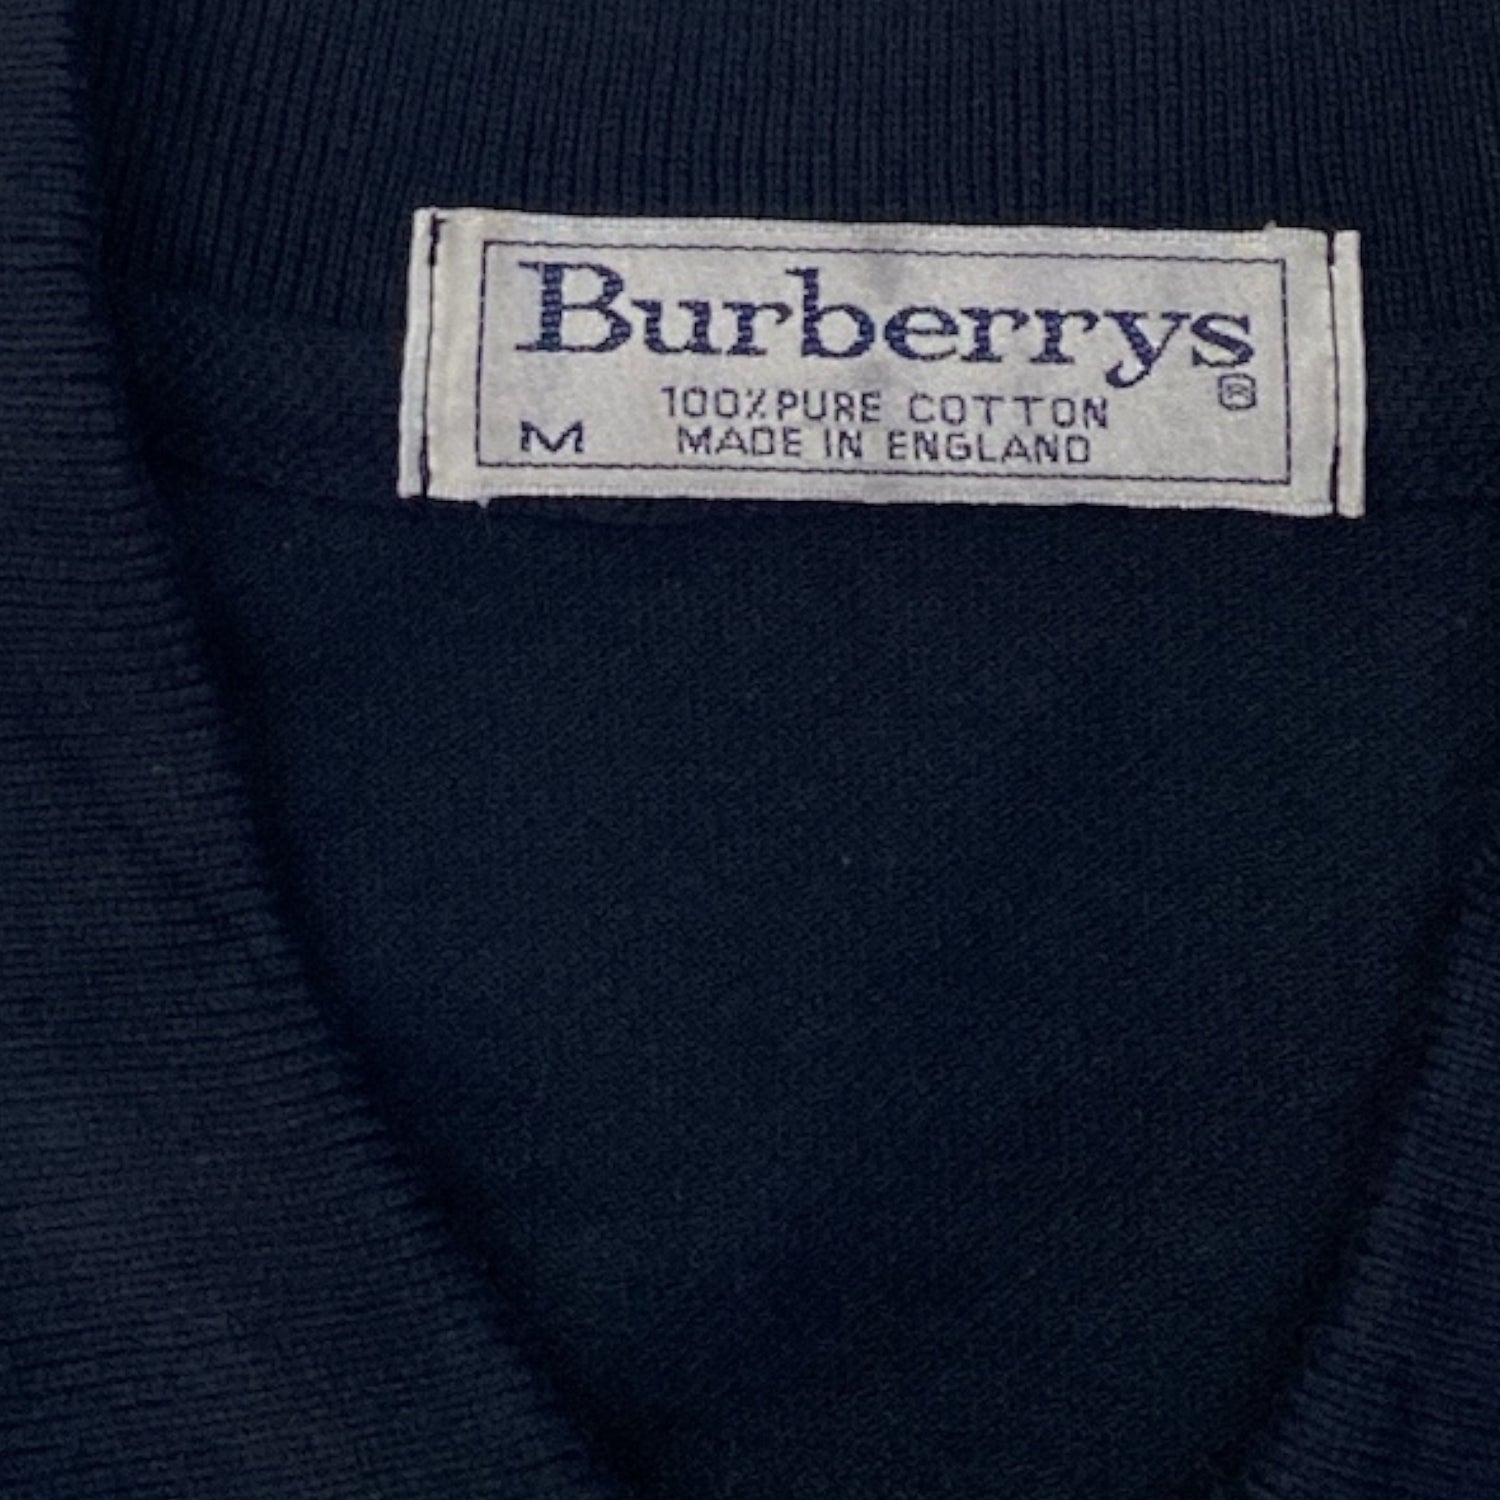 Burberrys
®
100% PURE COTTON
M MADE IN ENGLAND